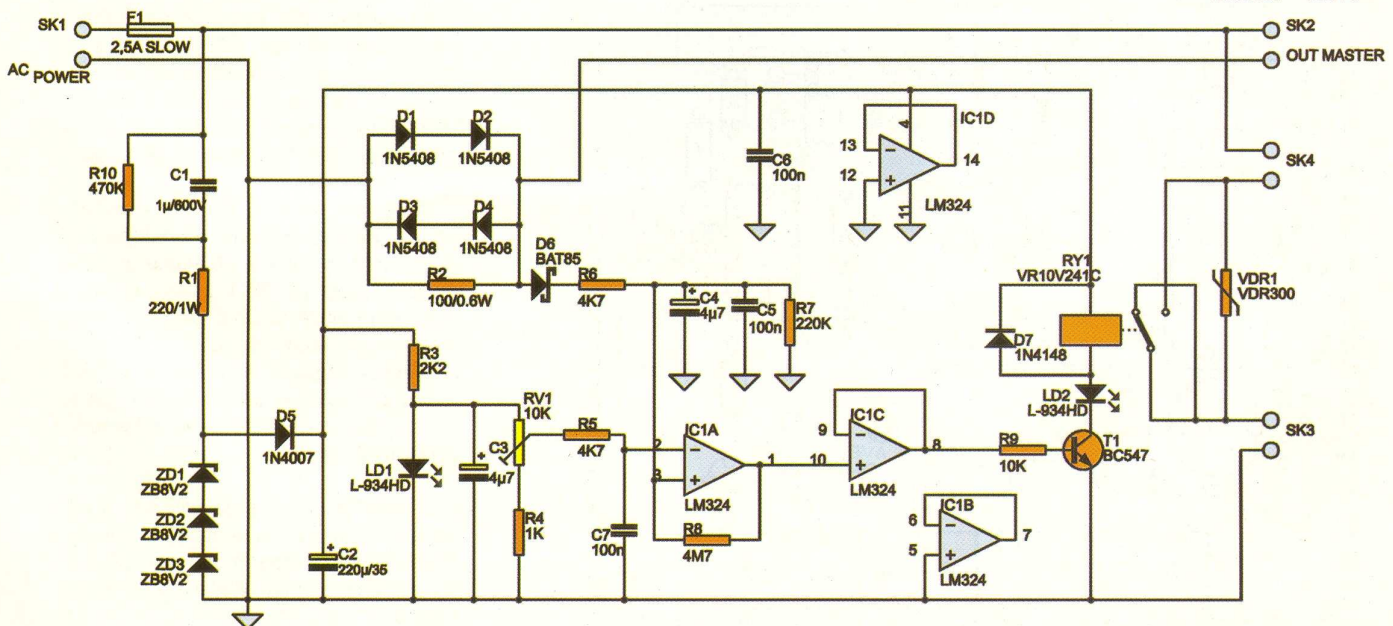 SK1
F1
2,5A SLOW
AC POWER
SK2
OUT MASTER
SK4
R10
470K
C1
1µ/600V
R1
220/1W
D1
1N5408
D2
1N5408
D3
1N5408
D4
1N5408
R2
100/0.6W
D6
BAT85
R6
4K7
C4
4µ7
+
C5
100n
R7
220K
C6
100n
IC1D
13
12
4
11
14
−
+
LM324
RY1
VR10V241C
D7
1N4148
VDR1
VDR300
LD2
L-934HD
R3
2K2
RV1
10K
D5
1N4007
LD1
L-934HD
C3
4µ7
+
R5
4K7
R4
1K
C7
100n
IC1A
2
3
1
−
+
LM324
R8
4M7
IC1C
9
10
8
−
+
LM324
R9
10K
T1
BC547
SK3
IC1B
6
5
7
−
+
LM324
ZD1
ZB8V2
ZD2
ZB8V2
ZD3
ZB8V2
C2
220µ/35
+